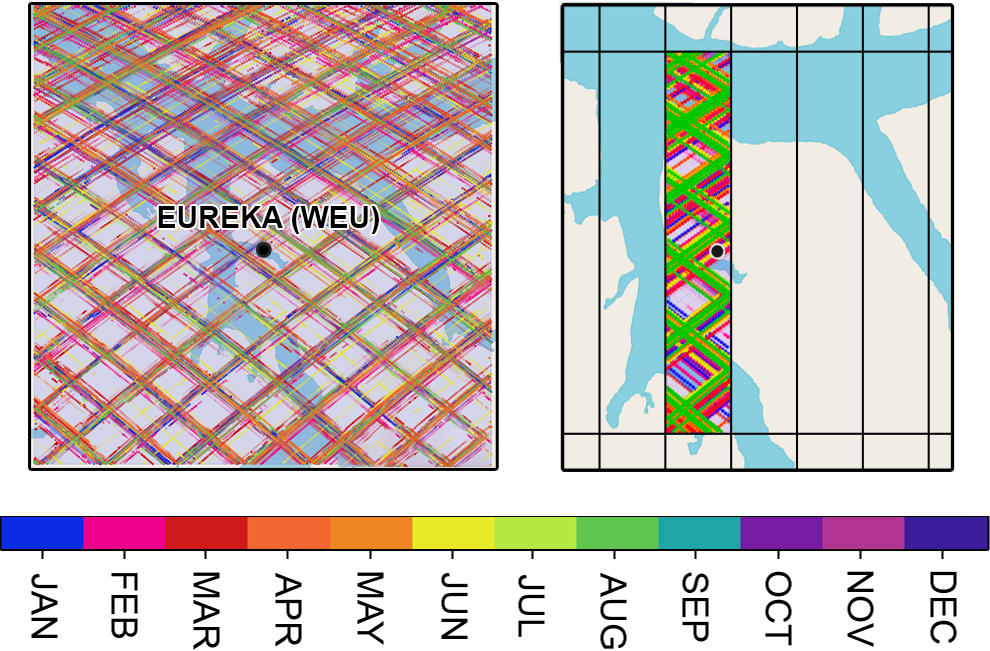 EUREKA (WEU)
JAN
FEB
MAR
APR
MAY
JUN
JUL
AUG
SEP
OCT
NOV
DEC